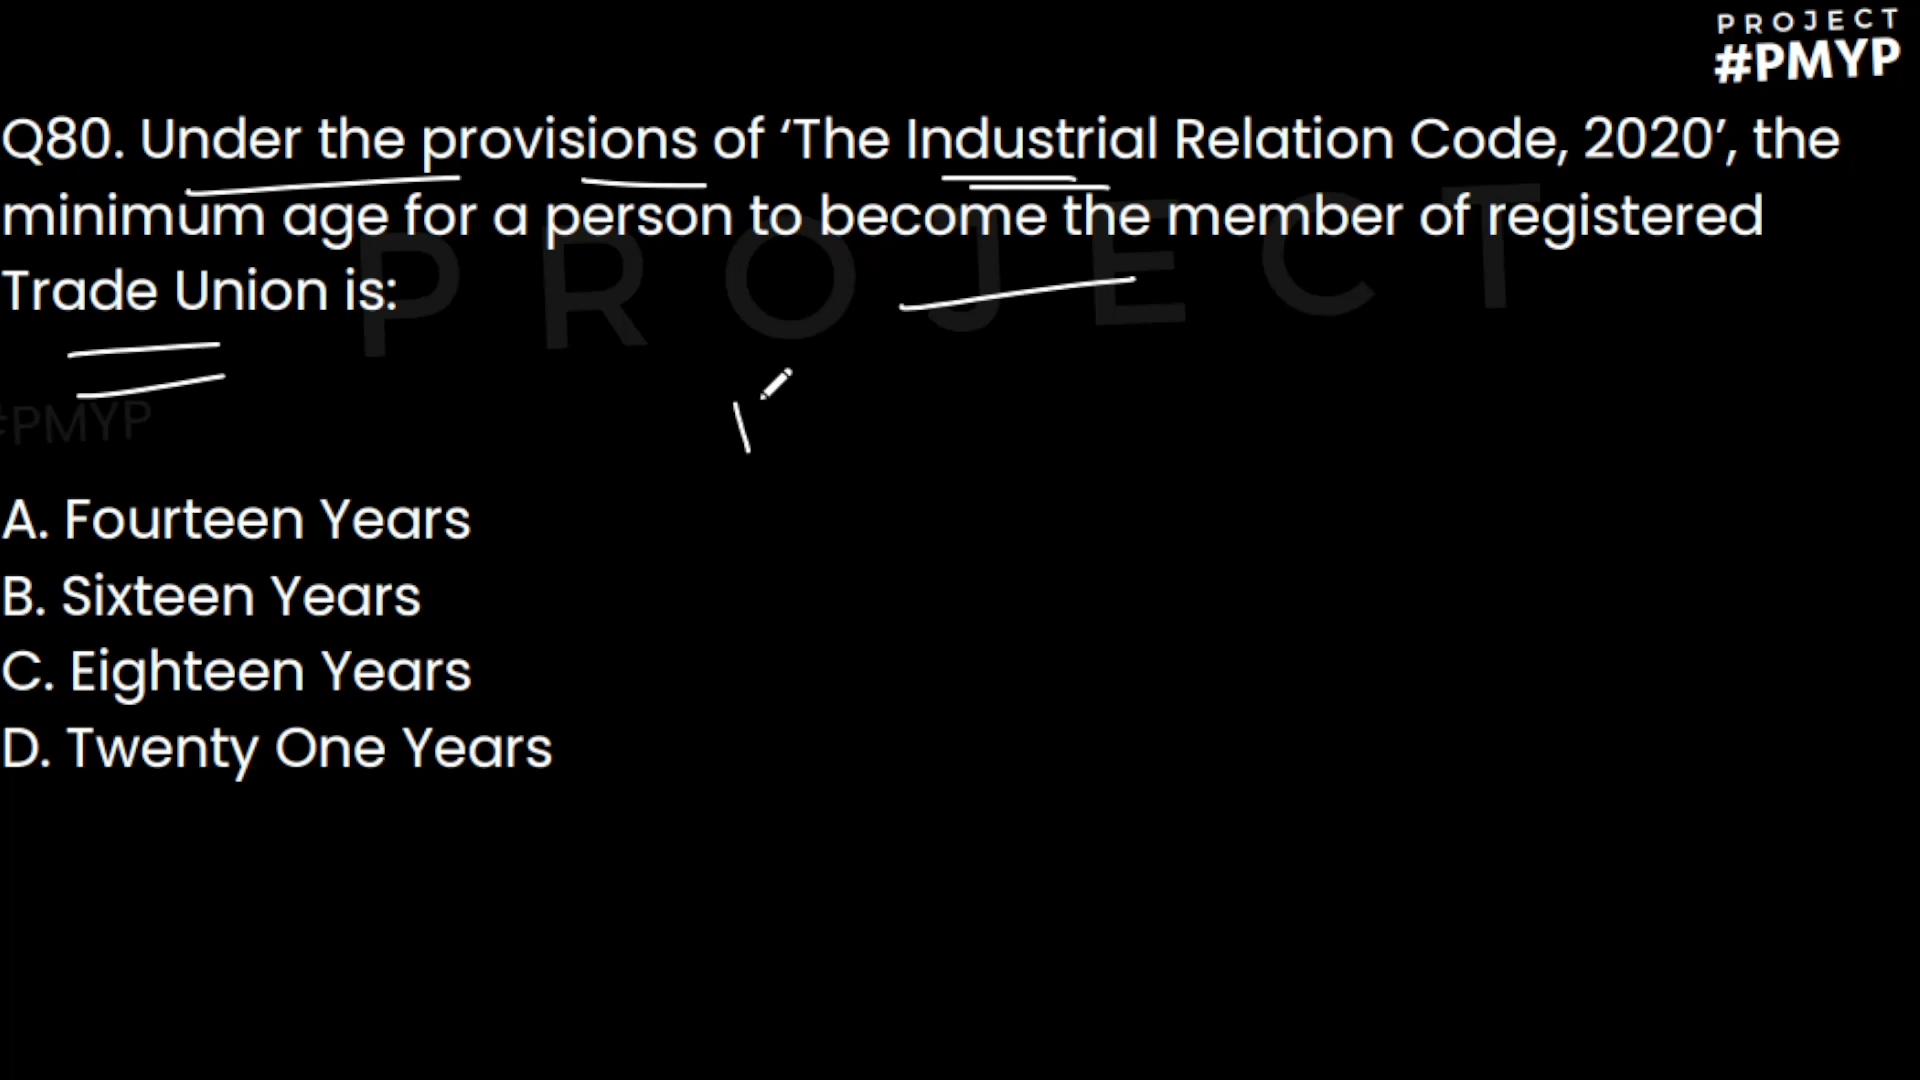 PROJECT
#PMYP
Q80. Under the provisions of ‘The Industrial Relation Code, 2020’, the
minimum age for a person to become the member of registered
Trade Union is:
PROJECT
#PMYP
A. Fourteen Years
B. Sixteen Years
C. Eighteen Years
D. Twenty One Years